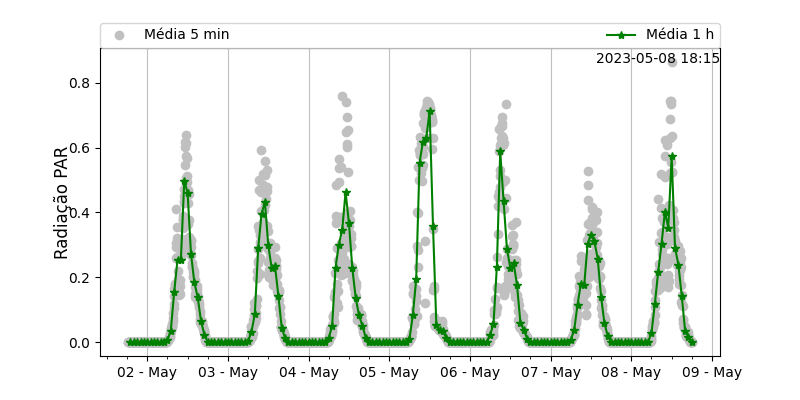 Média 5 min
Média 1 h
2023-05-08 18:15
Radiação PAR
0.8
0.6
0.4
0.2
0.0
02 - May
03 - May
04 - May
05 - May
06 - May
07 - May
08 - May
09 - May